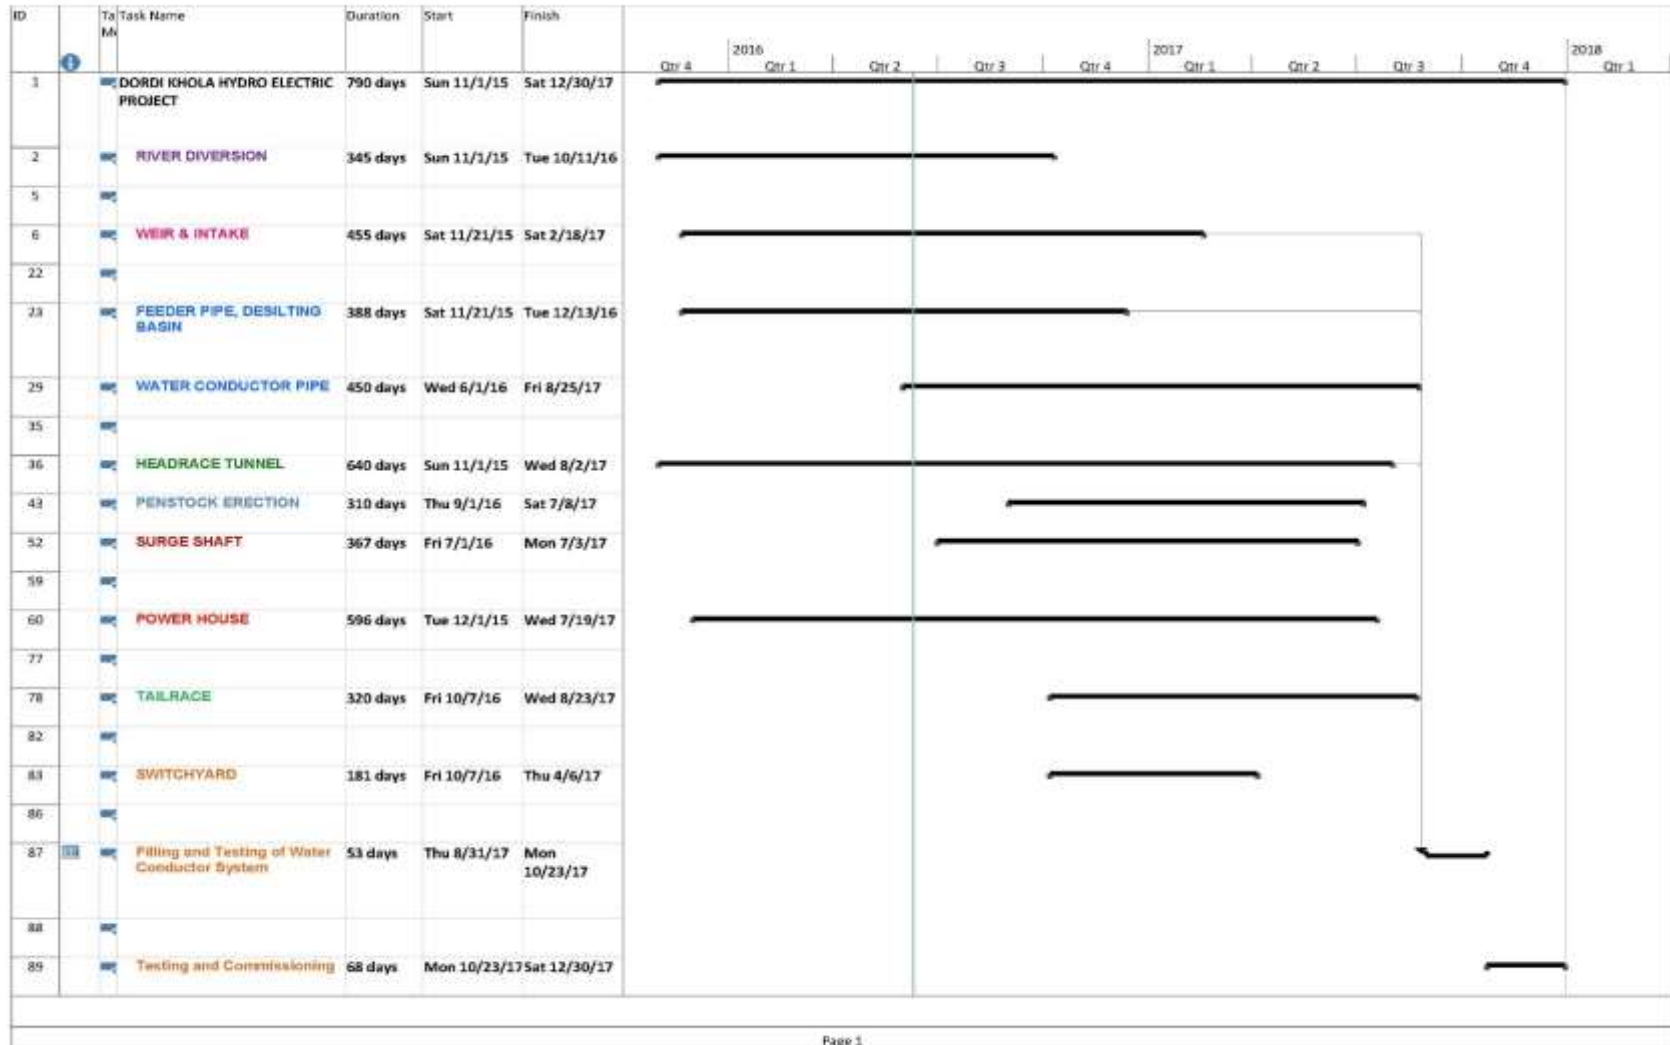 ID Ta Task Name Duration Start Finish
Mo
2016 2017 2018
Qtr 4 Qtr 1 Qtr 2 Qtr 3 Qtr 4 Qtr 1 Qtr 2 Qtr 3 Qtr 4 Qtr 1
1 DORDI KHOLA HYDRO ELECTRIC 790 days Sun 11/1/15 Sat 12/30/17
PROJECT
2 RIVER DIVERSION 345 days Sun 11/1/15 Tue 10/11/16
5
6 WEIR & INTAKE 455 days Sat 11/21/15 Sat 2/18/17
22
23 FEEDER PIPE, DESILTING 388 days Sat 11/21/15 Tue 12/13/16
BASIN
29 WATER CONDUCTOR PIPE 450 days Wed 6/1/16 Fri 8/25/17
35
36 HEADRACE TUNNEL 640 days Sun 11/1/15 Wed 8/2/17
43 PENSTOCK ERECTION 310 days Thu 9/1/16 Sat 7/8/17
52 SURGE SHAFT 367 days Fri 7/1/16 Mon 7/3/17
59
60 POWER HOUSE 596 days Tue 12/1/15 Wed 7/19/17
77
78 TAILRACE 320 days Fri 10/7/16 Wed 8/23/17
82
83 SWITCHYARD 181 days Fri 10/7/16 Thu 4/6/17
86
87 Filling and Testing of Water 53 days Thu 8/31/17 Mon
Conductor System 10/23/17
88
89 Testing and Commissioning 68 days Mon 10/23/17 Sat 12/30/17
Page 1